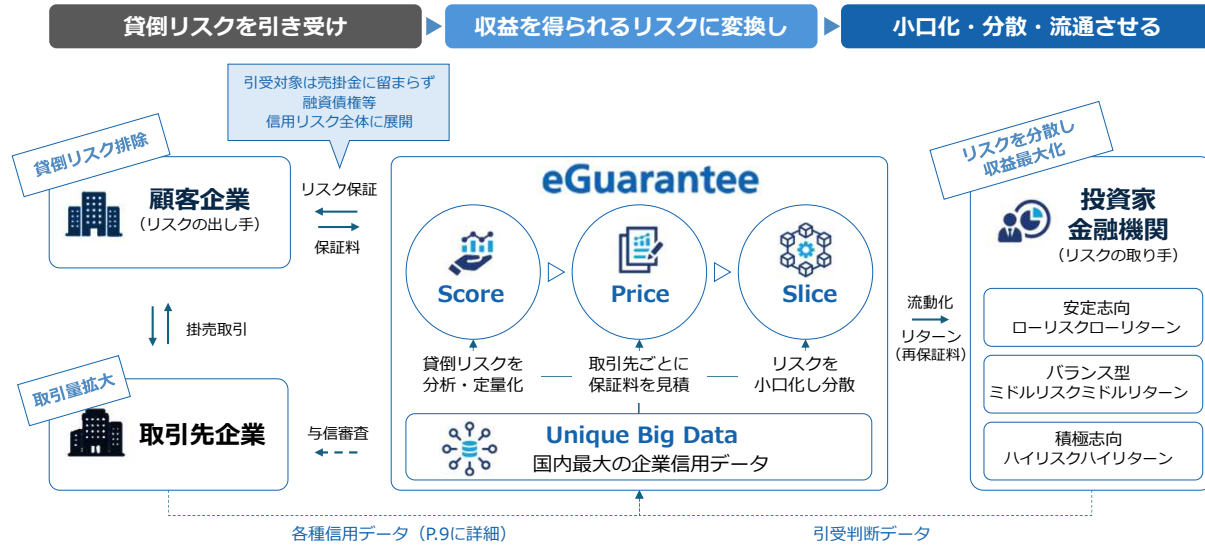 貸倒リスクを引き受け
収益を得られるリスクに変換し
小口化・分散・流通させる
引受対象は売掛金に留まらず
融資債権等
信用リスク全体に展開
貸倒リスク排除
顧客企業
(リスクの出し手)
リスク保証
保証料
掛売取引
取引量拡大
取引先企業
与信審査
eGuarantee
Score
Price
Slice
貸倒リスクを
分析・定量化
取引先ごとに
保証料を見積
リスクを
小口化し分散
Unique Big Data
国内最大の企業信用データ
流動化
リターン
(再保証料)
リスクを分散し
収益最大化
投資家
金融機関
(リスクの取り手)
安定志向
ローリスクローリターン
バランス型
ミドルリスクミドルリターン
積極志向
ハイリスクハイリターン
各種信用データ(P.9に詳細)
引受判断データ